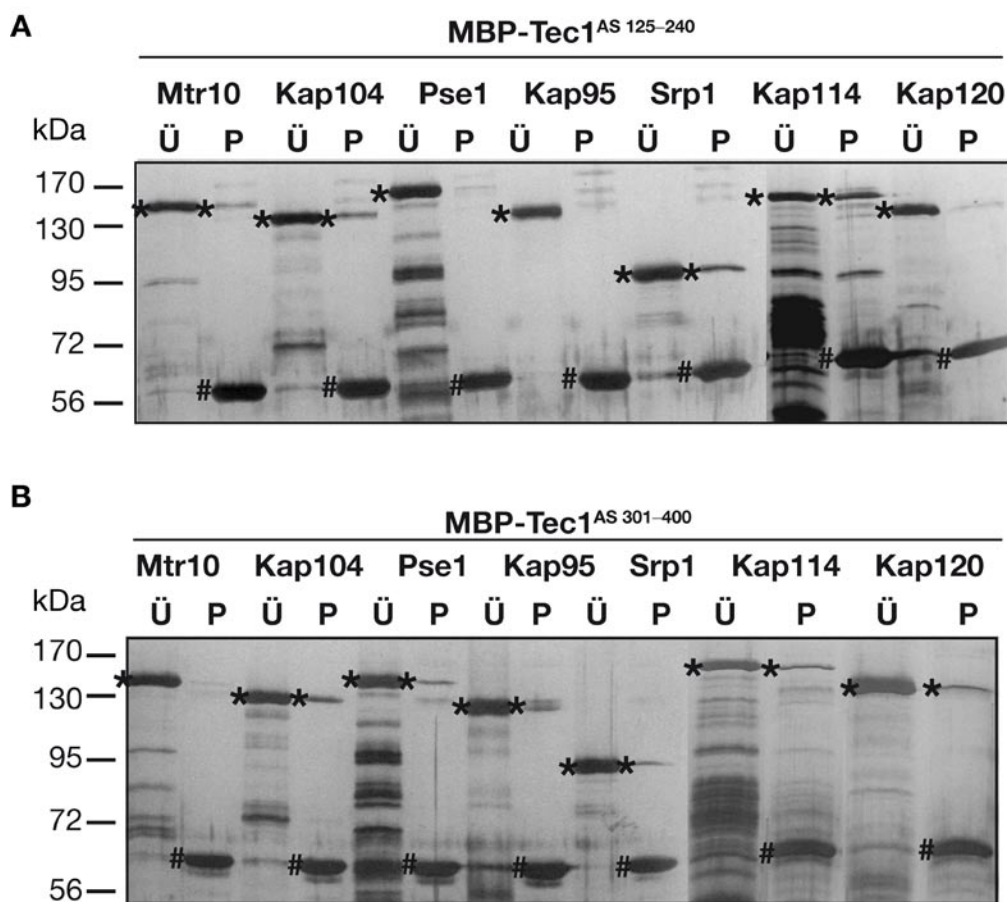 A
MBP-Tec1AS 125–240
Mtr10 Kap104 Pse1 Kap95 Srp1 Kap114 Kap120
kDa Ü P Ü P Ü P Ü P Ü P Ü P Ü P
170
130
95
72
56
* * * * * * * * * * *
# # # # # # #
B
MBP-Tec1AS 301–400
Mtr10 Kap104 Pse1 Kap95 Srp1 Kap114 Kap120
kDa Ü P Ü P Ü P Ü P Ü P Ü P Ü P
170
130
95
72
56
* * * * * * * * * * * * *
# # # # # # #